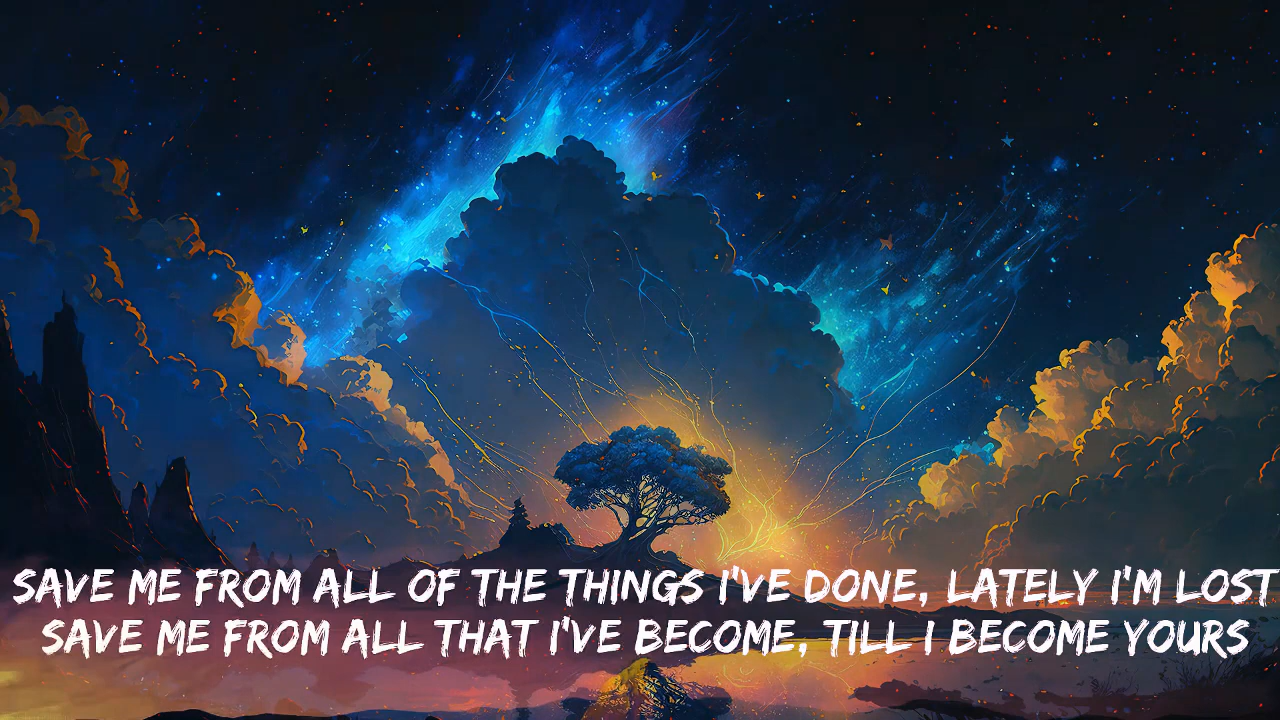 SAVE ME FROM ALL OF THE THINGS I'VE DONE, LATELY I'M LOST
SAVE ME FROM ALL THAT I'VE BECOME, TILL I BECOME YOURS